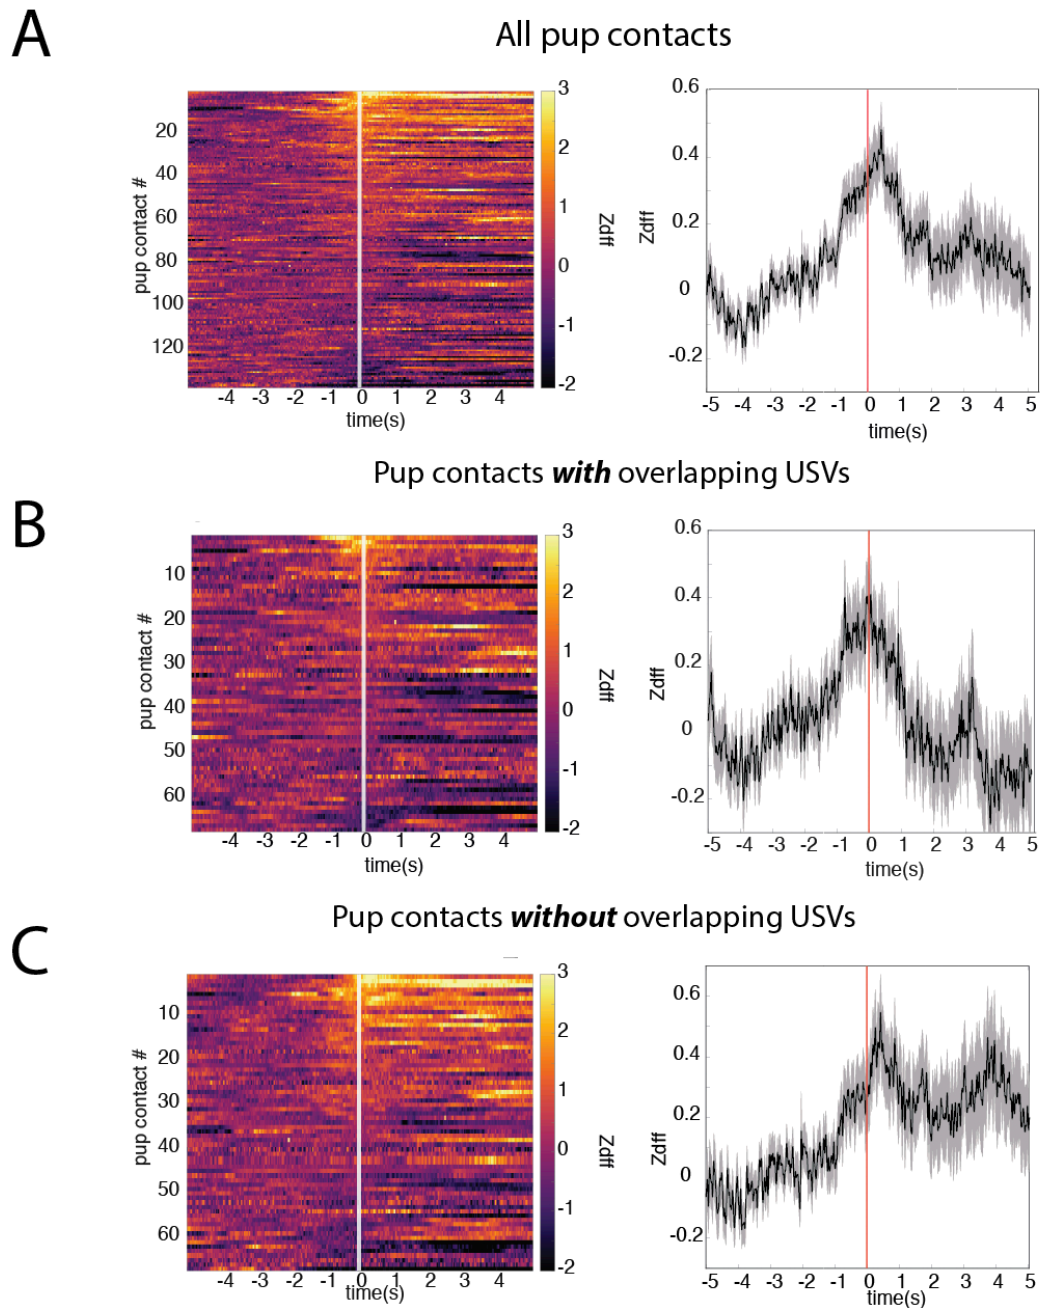 A
All pup contacts
pup contact #
20
40
60
80
100
120
-4 -3 -2 -1 0 1 2 3 4
time(s)
3
2
1
0
-1
-2
Zdff
Zdff
0.6
0.4
0.2
0
-0.2
-5 -4 -3 -2 -1 0 1 2 3 4 5
time(s)
Pup contacts with overlapping USVs
B
pup contact #
10
20
30
40
50
60
-4 -3 -2 -1 0 1 2 3 4
time(s)
3
2
1
0
-1
-2
Zdff
Zdff
0.6
0.4
0.2
0
-0.2
-5 -4 -3 -2 -1 0 1 2 3 4 5
time(s)
Pup contacts without overlapping USVs
C
pup contact #
10
20
30
40
50
60
-4 -3 -2 -1 0 1 2 3 4
time(s)
3
2
1
0
-1
-2
Zdff
Zdff
0.6
0.4
0.2
0
-0.2
-5 -4 -3 -2 -1 0 1 2 3 4 5
time(s)